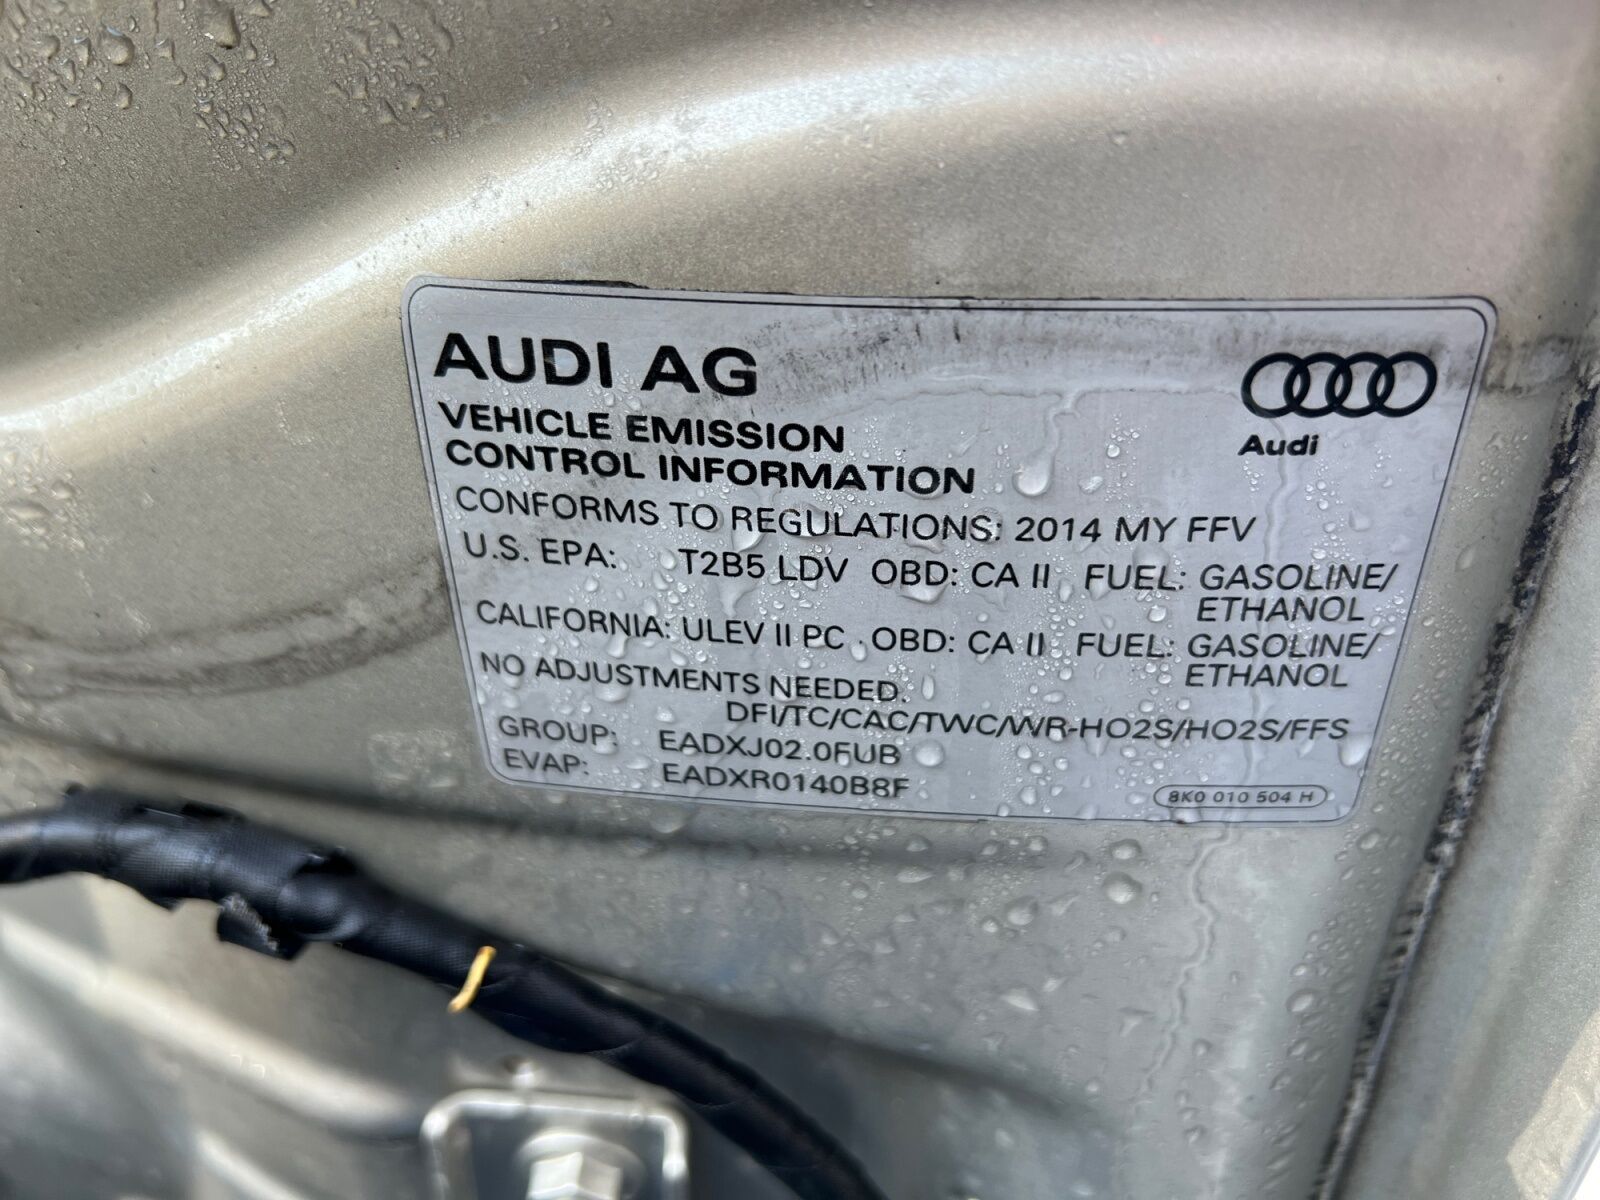 AUDI AG
Audi
VEHICLE EMISSION
CONTROL INFORMATION
CONFORMS TO REGULATIONS: 2014 MY FFV
U.S. EPA: T2B5 LDV OBD: CA II FUEL: GASOLINE/
ETHANOL
CALIFORNIA: ULEV II PC OBD: CA II FUEL: GASOLINE/
ETHANOL
NO ADJUSTMENTS NEEDED.
DFI/TC/CAC/TWC/WR-HO2S/HO2S/FFS
GROUP: EADXJ02.0FUB
EVAP: EADXR0140B8F
8K0 010 504 H